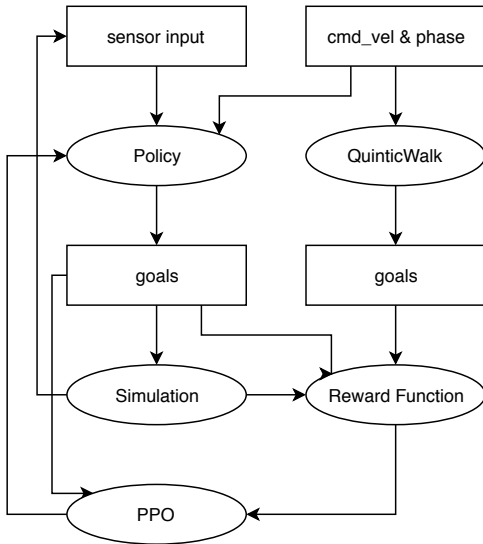 sensor input
cmd_vel & phase
Policy
QuinticWalk
goals
goals
Simulation
Reward Function
PPO